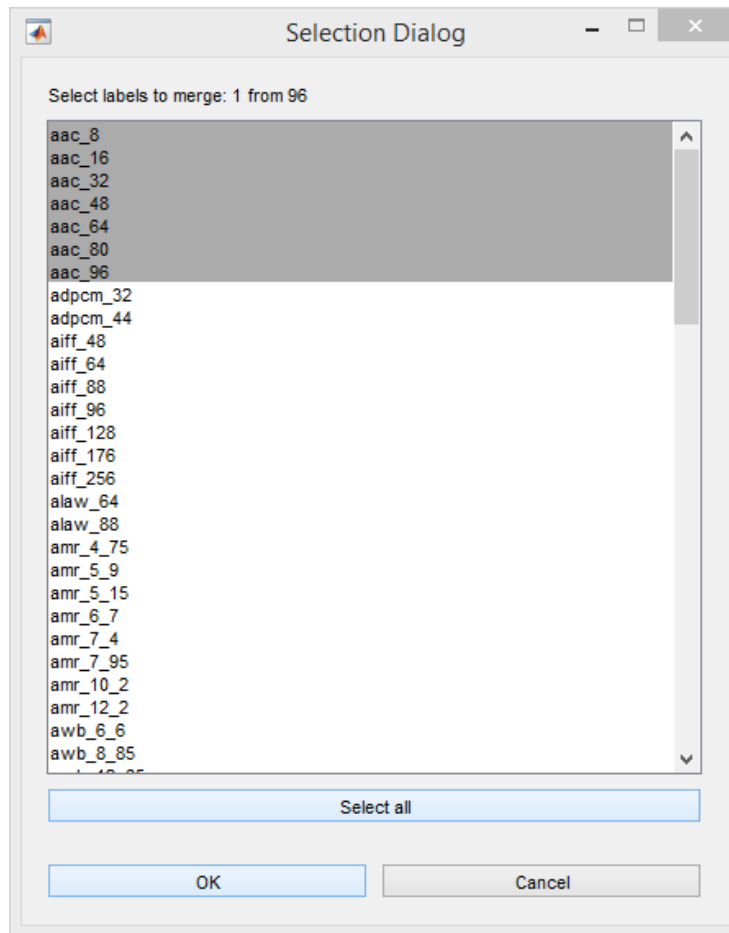 Selection Dialog
Select labels to merge: 1 from 96
aac_8
aac_16
aac_32
aac_48
aac_64
aac_80
aac_96
adpcm_32
adpcm_44
aiff_48
aiff_64
aiff_88
aiff_96
aiff_128
aiff_176
aiff_256
alaw_64
alaw_88
amr_4_75
amr_5_9
amr_5_15
amr_6_7
amr_7_4
amr_7_95
amr_10_2
amr_12_2
awb_6_6
awb_8_85
Select all
OK Cancel